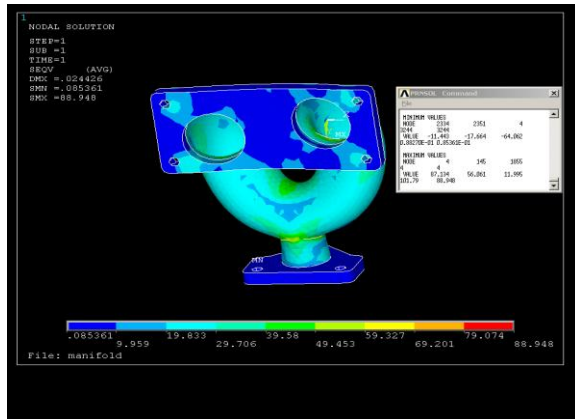 1
NODAL SOLUTION
STEP=1
SUB =1
TIME=1
SEQV (AVG)
DMX =.024426
SMN =.085361
SMX =88.948
PRNSOL Command
File
MINIMUM VALUES
NODE 2334 2351 4
3244 3244
VALUE -11.443 -17.664 -64.062
0.88270E-01 0.85361E-01
MAXIMUM VALUES
NODE 4 145 1855
4 4
VALUE 87.134 56.061 11.995
101.79 88.948
MX
MN
.085361 19.833 39.58 59.327 79.074
9.959 29.706 49.453 69.201 88.948
File: manifold